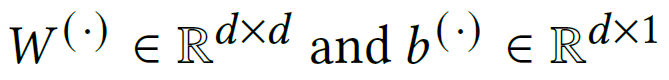 W^{(·)} ∈ ℝ^{d×d} and b^{(·)} ∈ ℝ^{d×1}